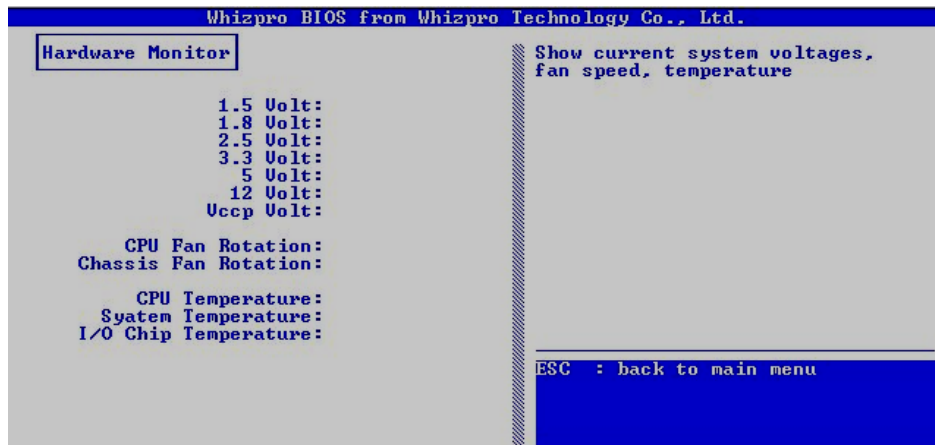 Whizpro BIOS from Whizpro Technology Co., Ltd.
Hardware Monitor
1.5 Volt:
1.8 Volt:
2.5 Volt:
3.3 Volt:
5 Volt:
12 Volt:
Vccp Volt:
CPU Fan Rotation:
Chassis Fan Rotation:
CPU Temperature:
Syatem Temperature:
I/O Chip Temperature:
Show current system voltages,
fan speed, temperature
ESC : back to main menu